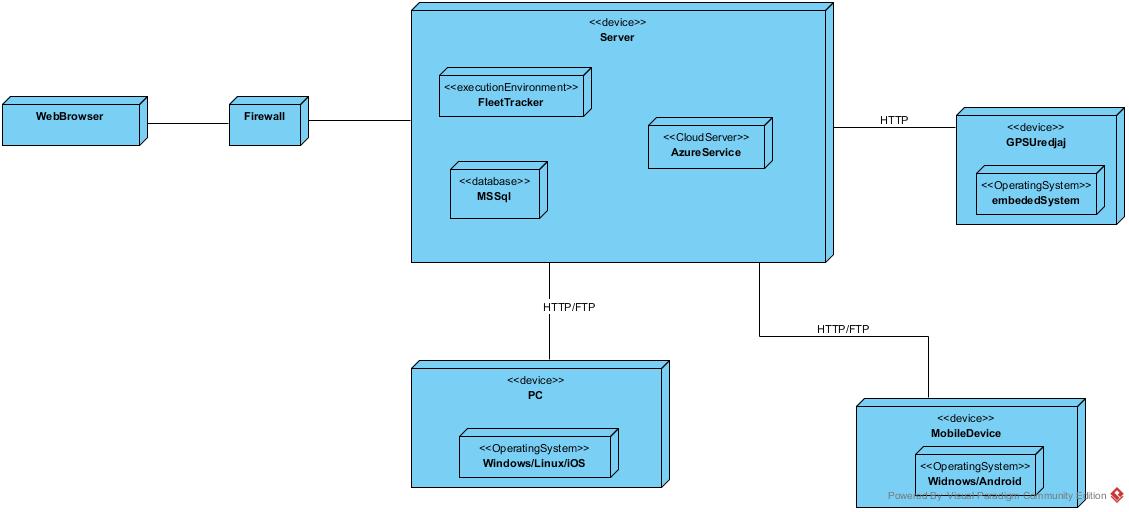 <<device>>
Server
<<executionEnvironment>>
FleetTracker
<<CloudServer>>
AzureService
<<database>>
MSSql
WebBrowser
Firewall
HTTP
<<device>>
GPSUredjaj
<<OperatingSystem>>
embededSystem
HTTP/FTP
HTTP/FTP
<<device>>
PC
<<OperatingSystem>>
Windows/Linux/iOS
<<device>>
MobileDevice
<<OperatingSystem>>
Widnows/Android
Powered By Visual Paradigm Community Edition